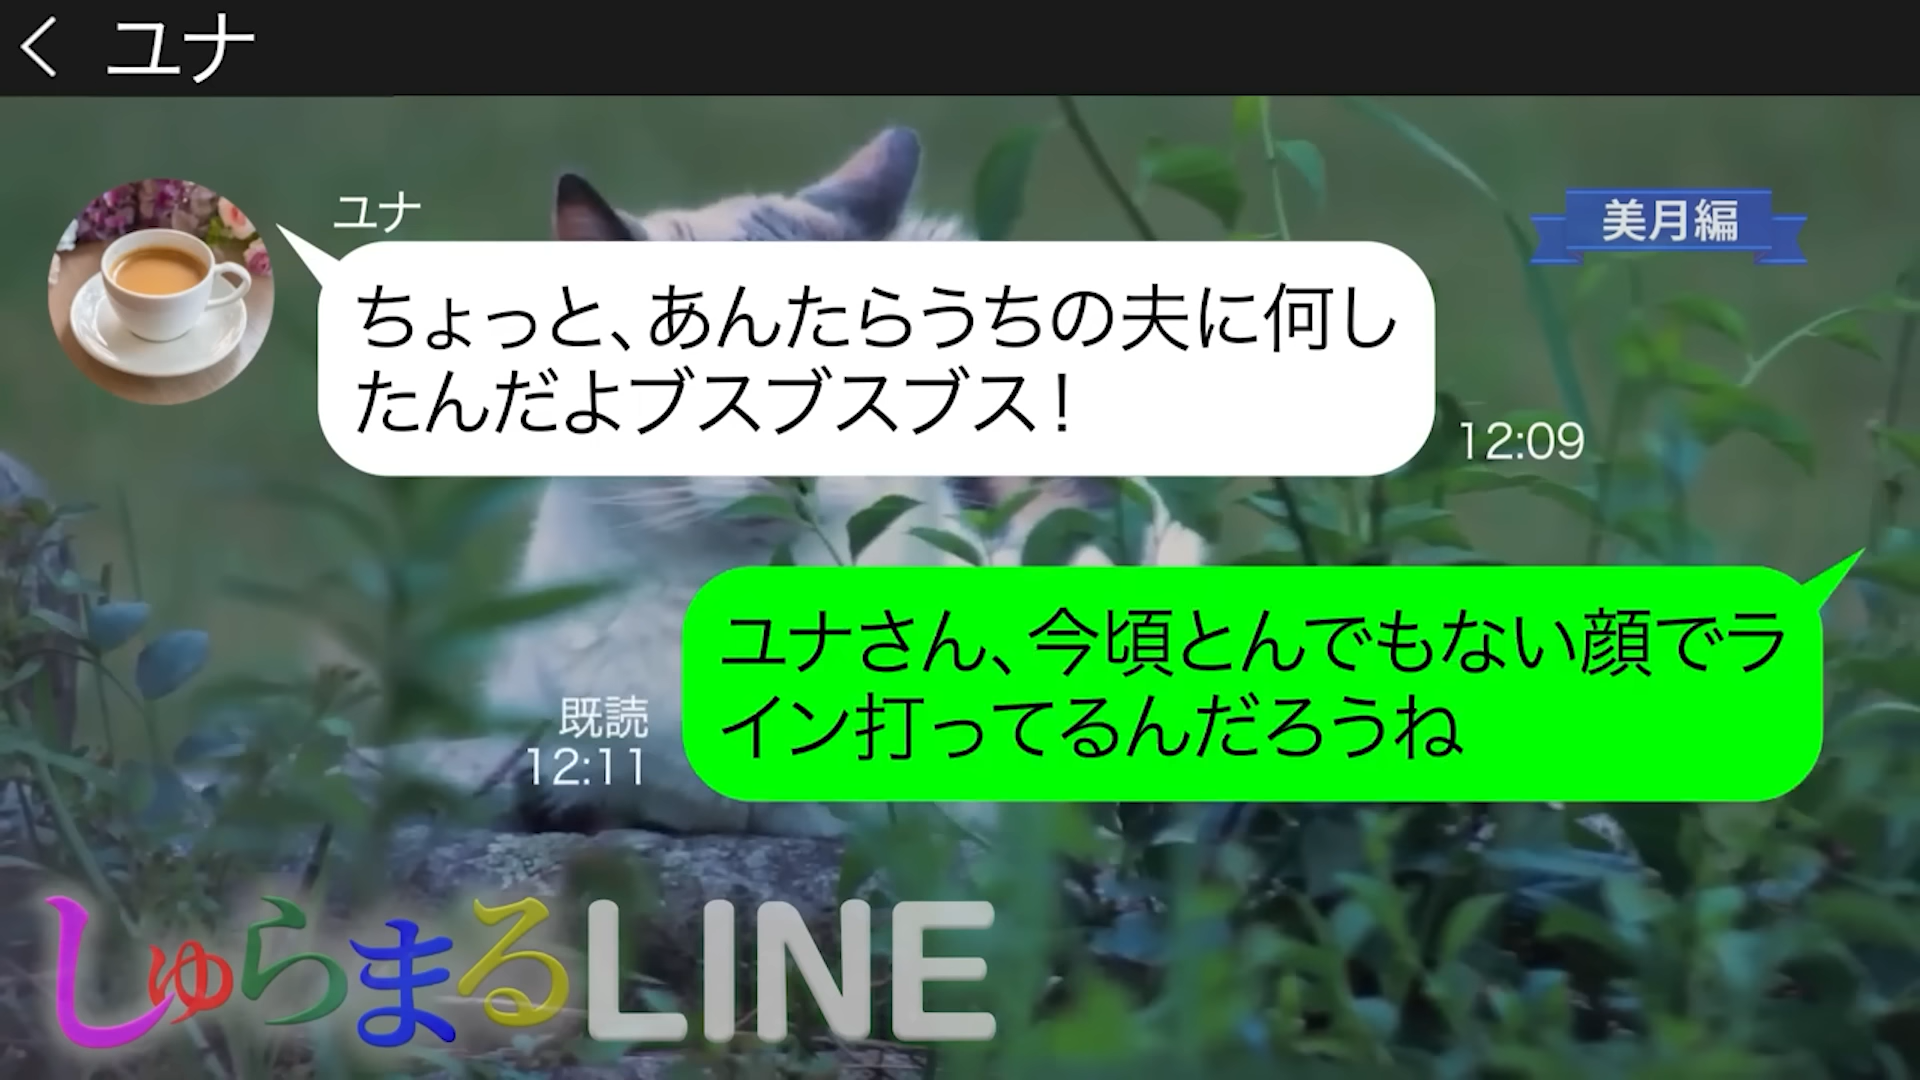 ユナ
ユナ
美月編
ちょっと、あんたらうちの夫に何し
たんだよブスブスブス！
12:09
ユナさん、今頃とんでもない顔でラ
イン打ってるんだろうね
既読
12:11
しゅらまるLINE